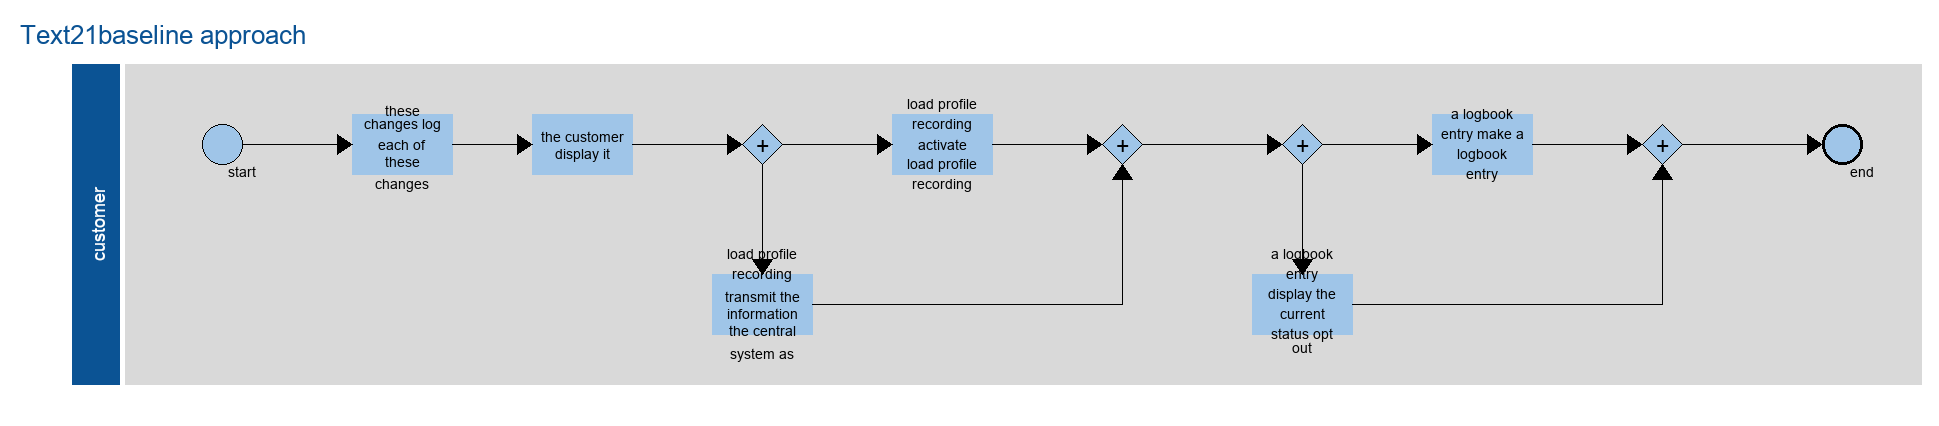 Text21baseline approach
customer
start
these
changes log
each of
these
changes
the customer
display it
+
load profile
recording
activate
load profile
recording
load profile
recording
transmit the
information
the central
system as
+
+
a logbook
entry make a
logbook
entry
a logbook
entry
display the
current
status opt
out
+
end